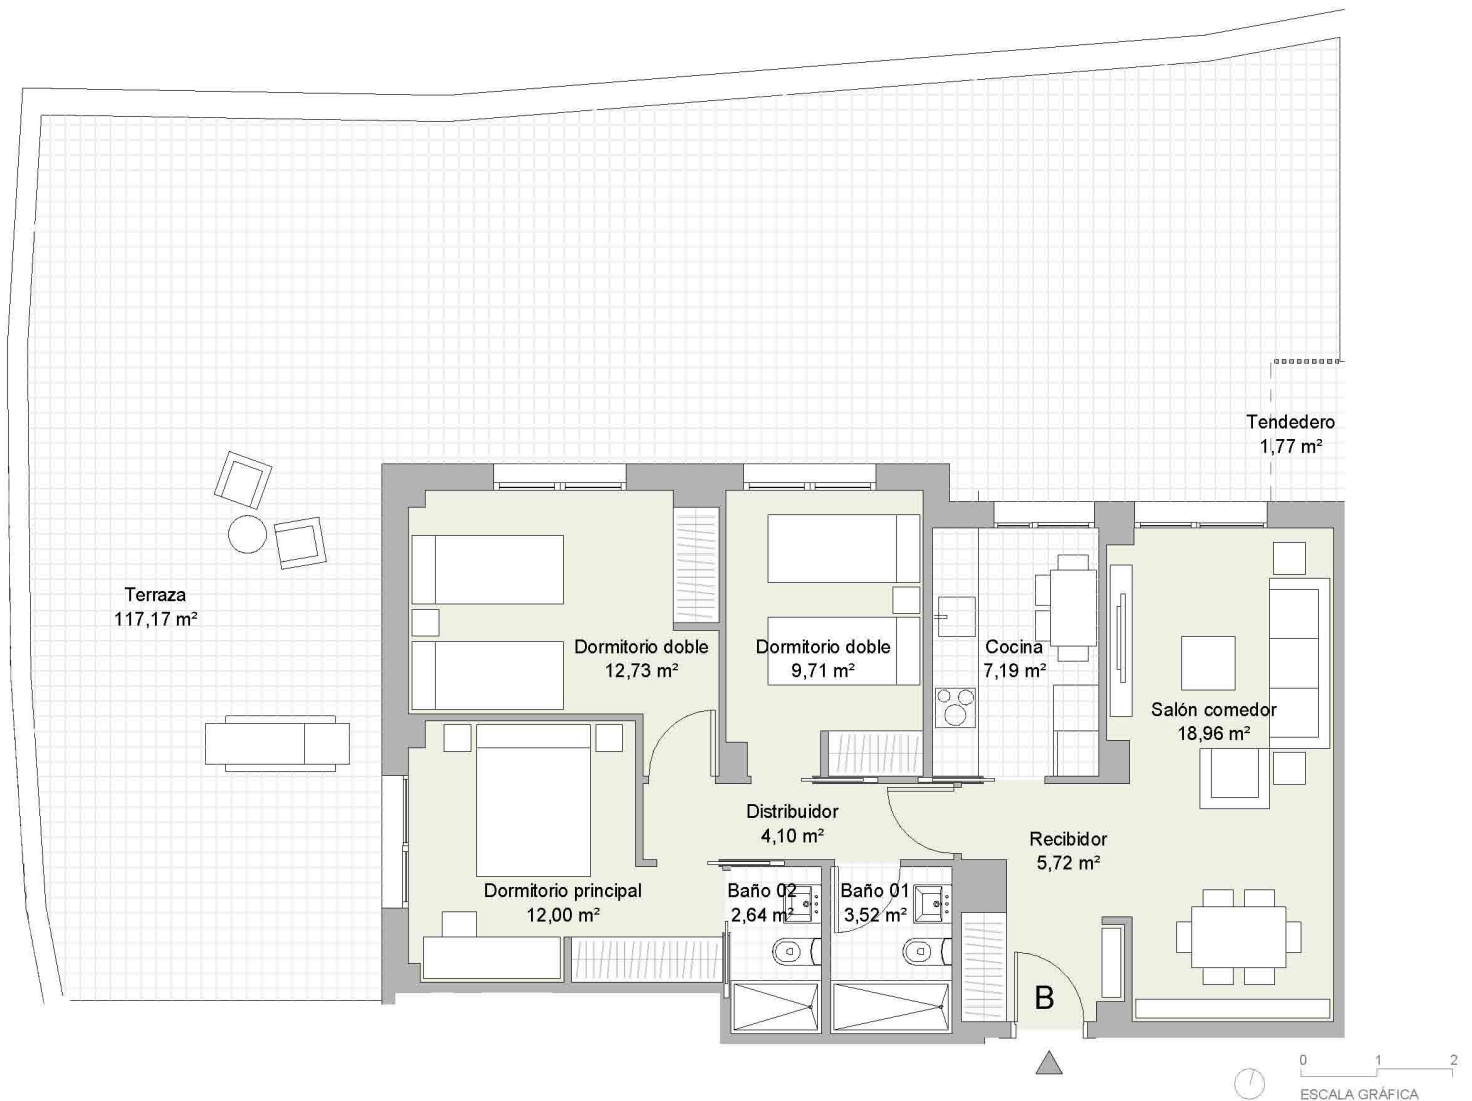 Tendedero
1,77 m²
Terraza
117,17 m²
Dormitorio doble
12,73 m²
Dormitorio doble
9,71 m²
Cocina
7,19 m²
Salón comedor
18,96 m²
Distribuidor
4,10 m²
Recibidor
5,72 m²
Dormitorio principal
12,00 m²
Baño 02
2,64 m²
Baño 01
3,52 m²
B
0 1 2
ESCALA GRÁFICA